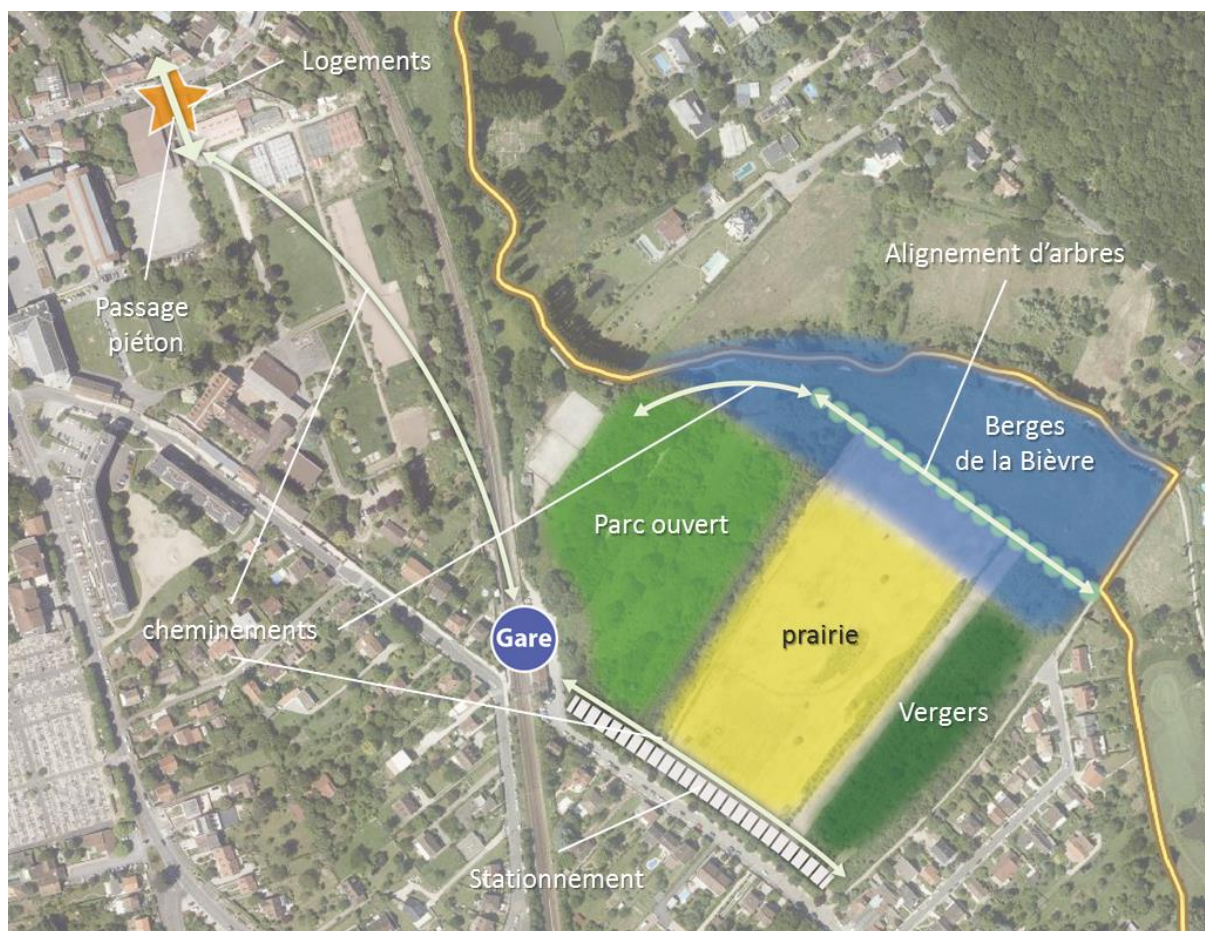 Logements
Alignement d'arbres
Passage
piéton
Berges
de la Bièvre
Parc ouvert
cheminements
Gare
prairie
Vergers
Stationnement